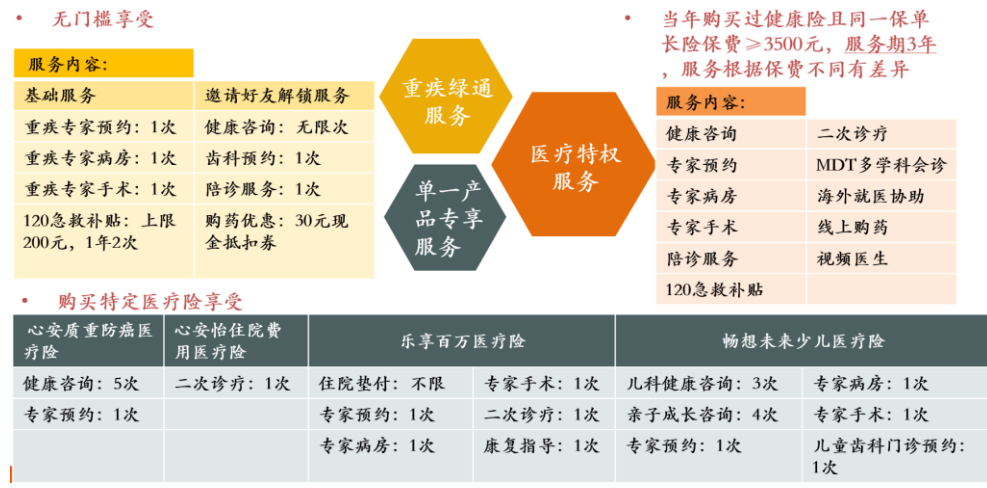 • 无门槛享受
服务内容：
基础服务 邀请好友解锁服务
重疾专家预约：1次 健康咨询：无限次
重疾专家病房：1次 齿科预约：1次
重疾专家手术：1次 陪诊服务：1次
120急救补贴：上限 购药优惠：30元现
200元，1年2次 金抵扣券
重疾绿通
服务
医疗特权
服务
单一产
品专享
服务
• 当年购买过健康险且同一保单
长险保费≥3500元，服务期3年
，服务根据保费不同有差异
服务内容：
健康咨询 二次诊疗
专家预约 MDT多学科会诊
专家病房 海外就医协助
专家手术 线上购药
陪诊服务 视频医生
120急救补贴
• 购买特定医疗险享受
心安质重防癌医 心安怡住院费 乐享百万医疗险 畅想未来少儿医疗险
疗险 用医疗险
健康咨询：5次 二次诊疗：1次 住院垫付：不限 专家手术：1次 儿科健康咨询：3次 专家病房：1次
专家预约：1次 专家预约：1次 二次诊疗：1次 亲子成长咨询：4次 专家手术：1次
专家病房：1次 康复指导：1次 专家预约：1次 儿童齿科门诊预约：
1次